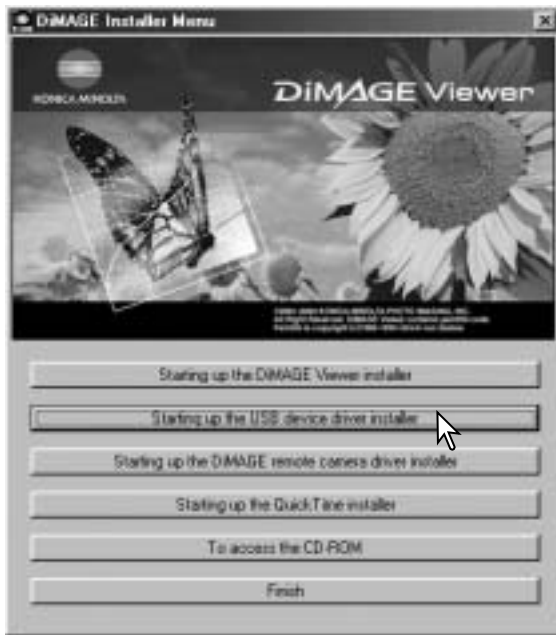 DiMAGE Installer Menu
KONICA MINOLTA
DiMAGE Viewer
Starting up the DiMAGE Viewer installer
Starting up the USB device driver installer
Starting up the DiMAGE remote camera driver installer
Starting up the QuickTime installer
To access the CD-ROM
Finish